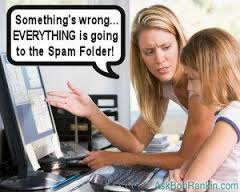 Something's wrong...
EVERYTHING is going
to the Spam Folder!
AskBobRankin.com